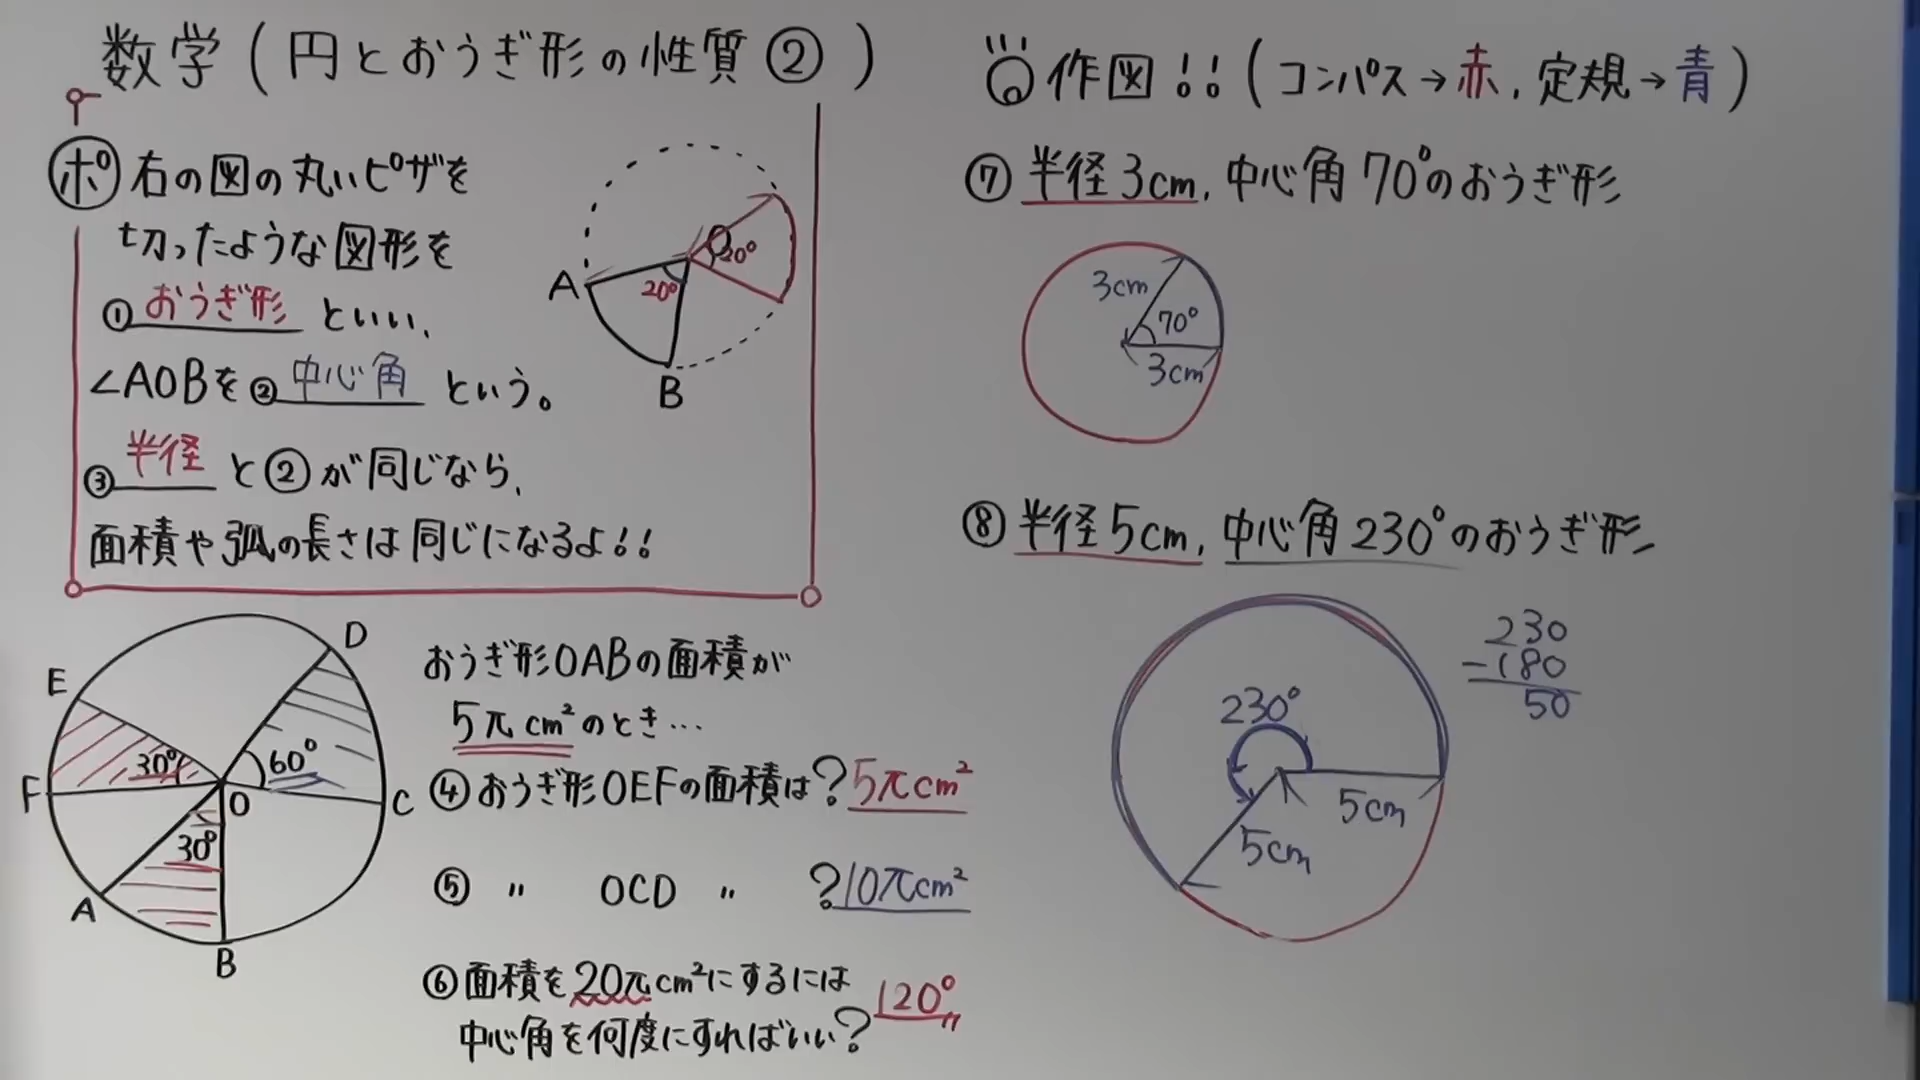 数学(円とおうぎ形の性質②)
ポ 右の図の丸いピザを
切ったような図形を
①おうぎ形といい、
∠AOBを②中心角という。
③半径と②が同じなら、
面積や弧の長さは同じになるよ!!
O
20°
20°
A
B
D
E
30°
60°
F
O
C
30°
A
B
おうぎ形OABの面積が
5πcm²のとき…
④おうぎ形OEFの面積は?5πcm²
⑤ 〃 OCD 〃 ?10πcm²
⑥面積を20πcm²にするには
中心角を何度にすればいい?120°
作図!!(コンパス→赤、定規→青)
⑦半径3cm、中心角70°のおうぎ形
3cm
70°
3cm
⑧半径5cm、中心角230°のおうぎ形
230°
5cm
5cm
230
-180
50